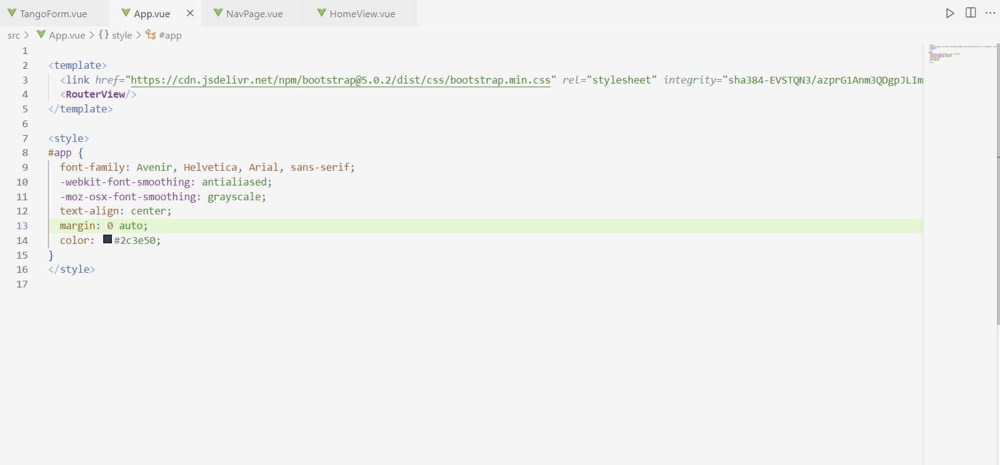 TangoForm.vue App.vue NavPage.vue HomeView.vue
src > App.vue > {} style > #app
1
2 <template>
3 <link href="https://cdn.jsdelivr.net/npm/bootstrap@5.0.2/dist/css/bootstrap.min.css" rel="stylesheet" integrity="sha384-EVSTQN3/azprG1Anm3QDgpJLIm
4 <RouterView/>
5 </template>
6
7 <style>
8 #app {
9 font-family: Avenir, Helvetica, Arial, sans-serif;
10 -webkit-font-smoothing: antialiased;
11 -moz-osx-font-smoothing: grayscale;
12 text-align: center;
13 margin: 0 auto;
14 color: #2c3e50;
15 }
16 </style>
17